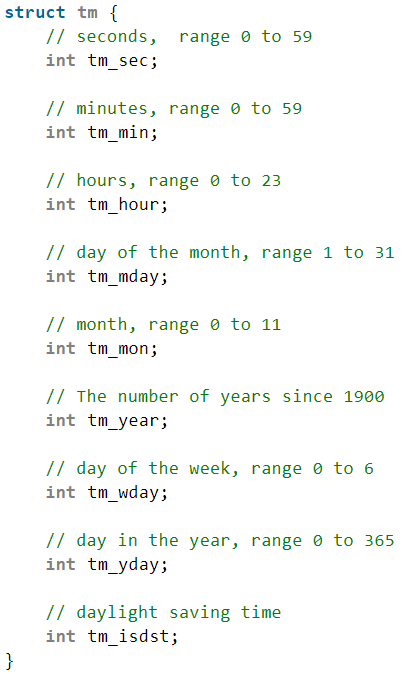 struct tm {
    // seconds,  range 0 to 59
    int tm_sec;

    // minutes, range 0 to 59
    int tm_min;

    // hours, range 0 to 23
    int tm_hour;

    // day of the month, range 1 to 31
    int tm_mday;

    // month, range 0 to 11
    int tm_mon;

    // The number of years since 1900
    int tm_year;

    // day of the week, range 0 to 6
    int tm_wday;

    // day in the year, range 0 to 365
    int tm_yday;

    // daylight saving time
    int tm_isdst;
}